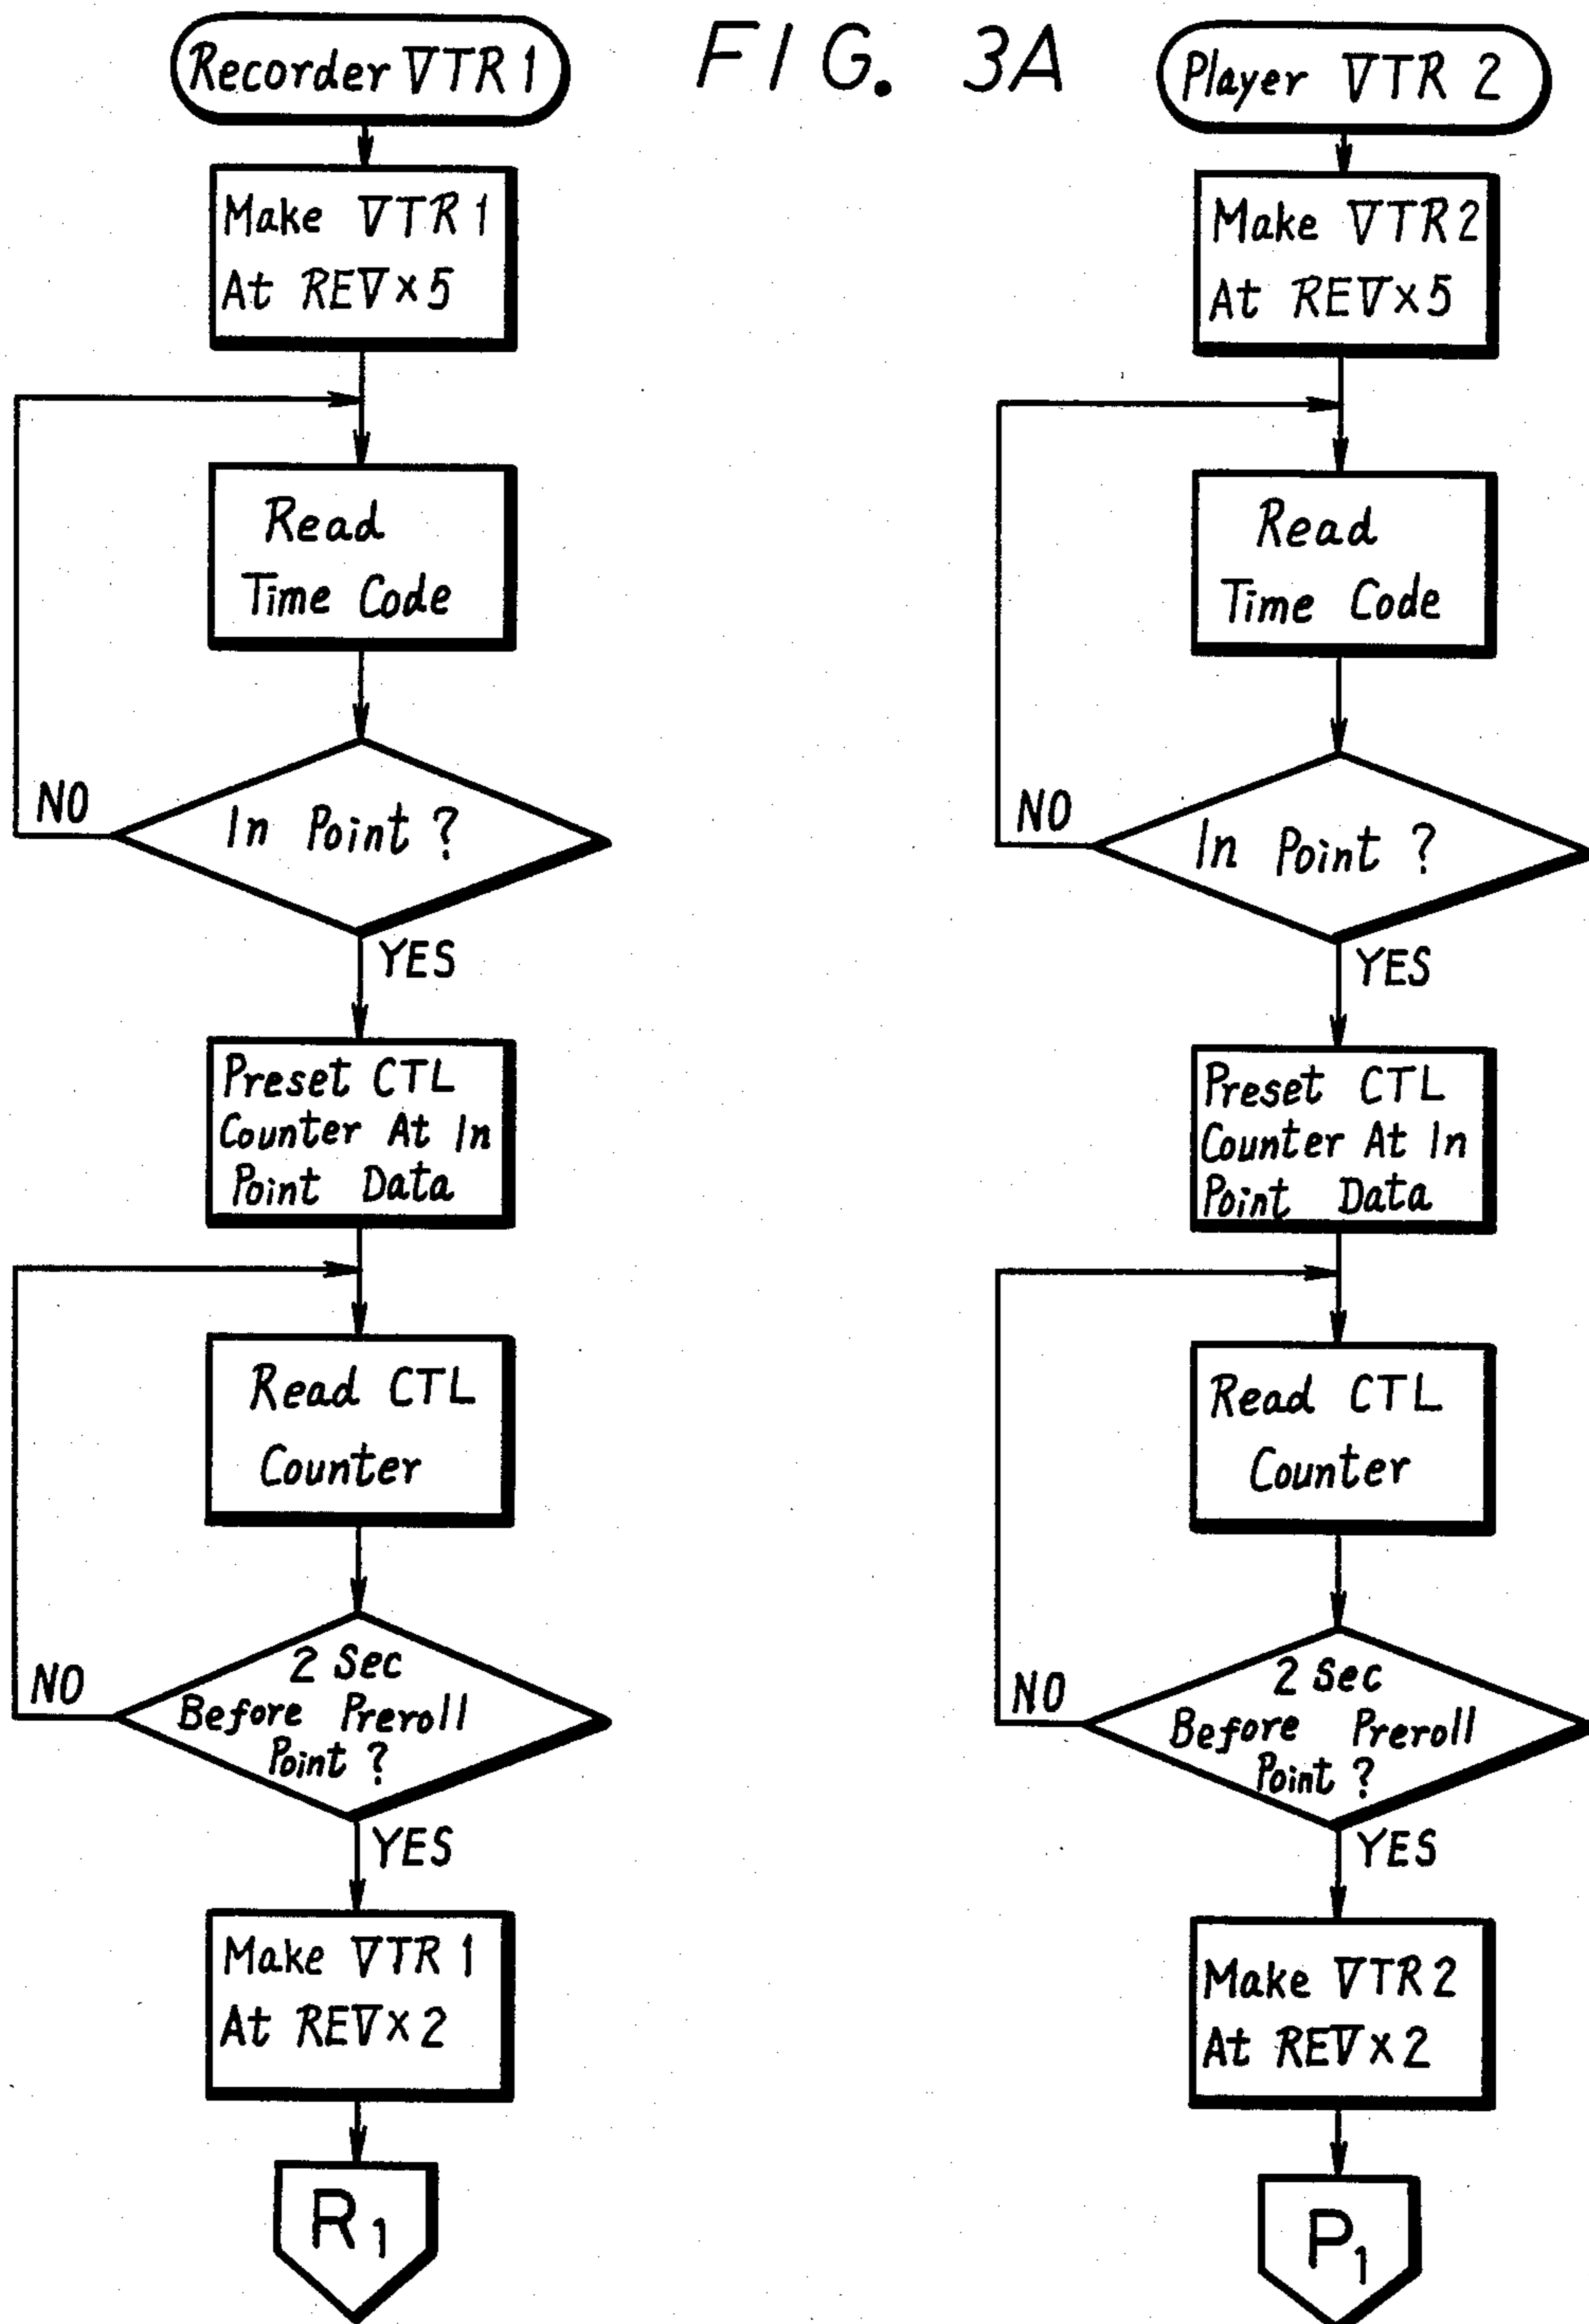 FIG. 3A
Recorder VTR 1
Make VTR 1
At REV×5
Read
Time Code
In Point ?
NO
YES
Preset CTL
Counter At In
Point Data
Read CTL
Counter
2 Sec
Before Preroll
Point ?
NO
YES
Make VTR 1
At REV×2
R1
Player VTR 2
Make VTR 2
At REV×5
Read
Time Code
In Point ?
NO
YES
Preset CTL
Counter At In
Point Data
Read CTL
Counter
2 Sec
Before Preroll
Point ?
NO
YES
Make VTR 2
At REV×2
P1